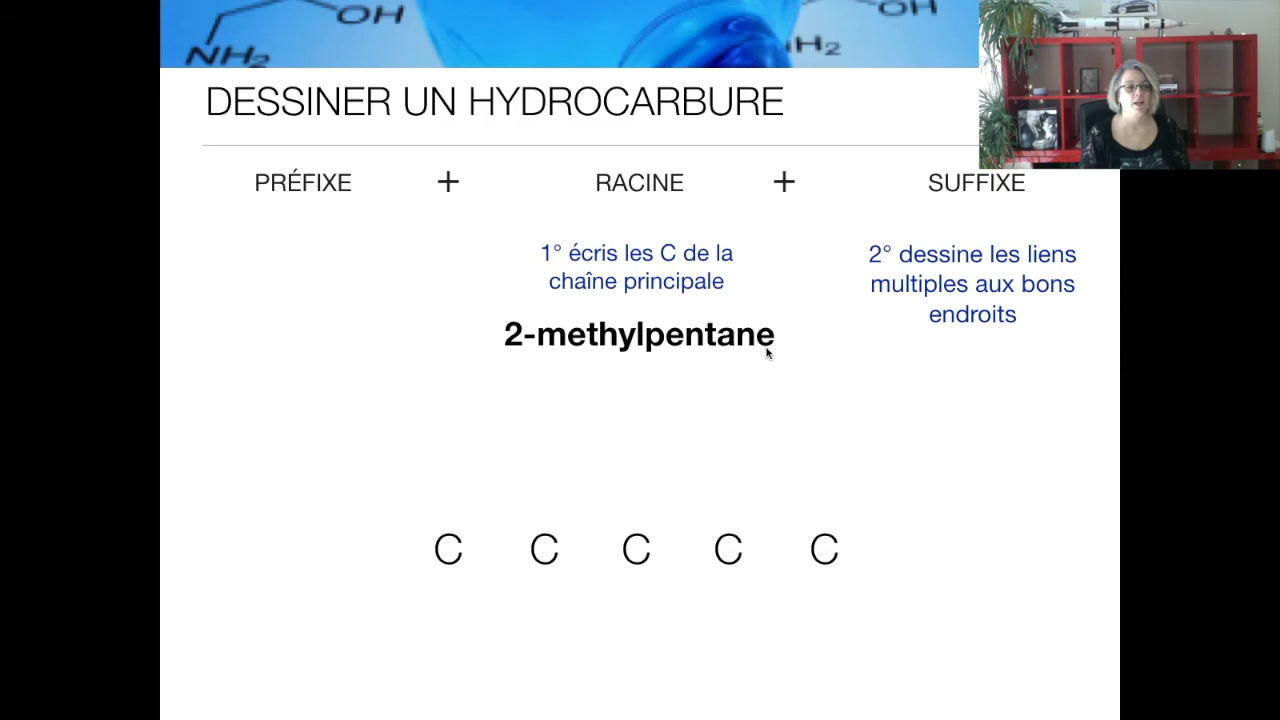 OH
OH
NH2
H2
DESSINER UN HYDROCARBURE
PRÉFIXE + RACINE + SUFFIXE
1° écris les C de la
chaîne principale
2° dessine les liens
multiples aux bons
endroits
2-methylpentane
C C C C C